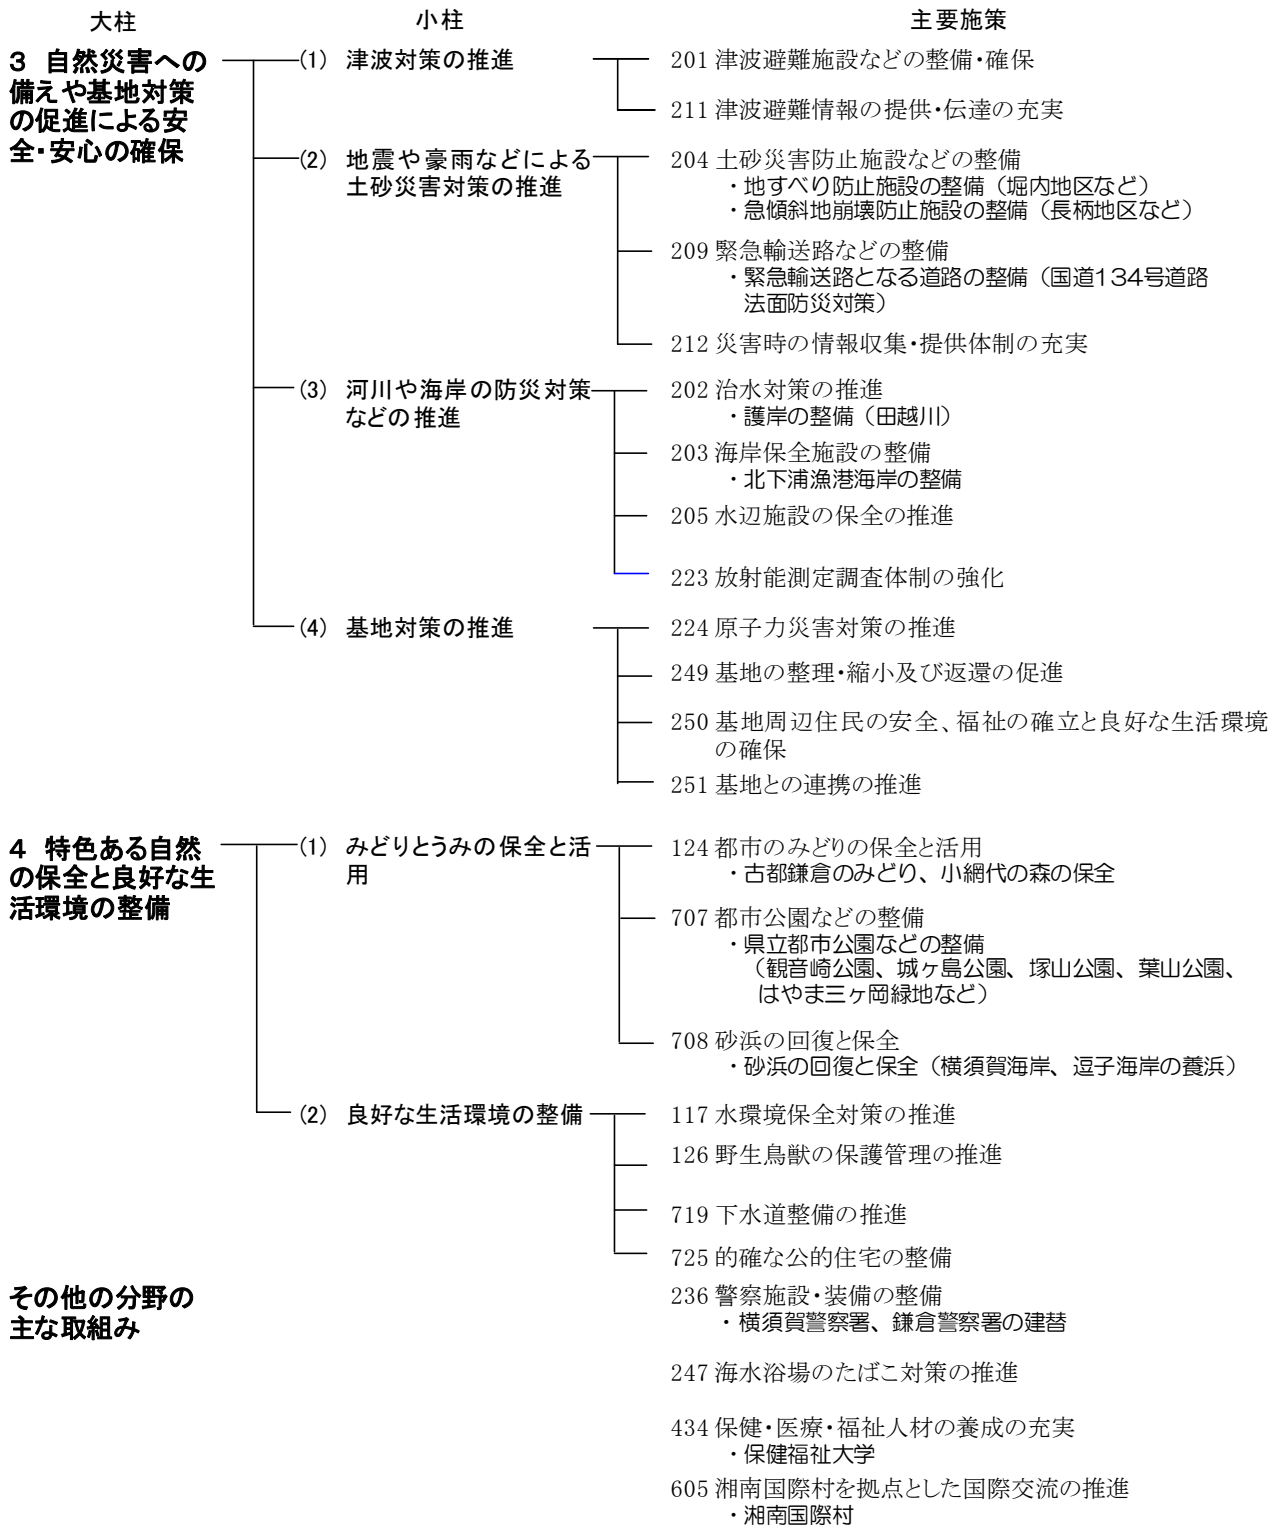 大柱 小柱 主要施策
3 自然災害への
備えや基地対策
の促進による安
全・安心の確保
(1) 津波対策の推進
201 津波避難施設などの整備・確保
211 津波避難情報の提供・伝達の充実
(2) 地震や豪雨などによる
土砂災害対策の推進
204 土砂災害防止施設などの整備
・地すべり防止施設の整備（堀内地区など）
・急傾斜地崩壊防止施設の整備（長柄地区など）
209 緊急輸送路などの整備
・緊急輸送路となる道路の整備（国道134号道路
法面防災対策）
212 災害時の情報収集・提供体制の充実
(3) 河川や海岸の防災対策
などの推進
202 治水対策の推進
・護岸の整備（田越川）
203 海岸保全施設の整備
・北下浦漁港海岸の整備
205 水辺施設の保全の推進
223 放射能測定調査体制の強化
(4) 基地対策の推進
224 原子力災害対策の推進
249 基地の整理・縮小及び返還の促進
250 基地周辺住民の安全、福祉の確立と良好な生活環境
の確保
251 基地との連携の推進
4 特色ある自然
の保全と良好な生
活環境の整備
(1) みどりとうみの保全と活
用
124 都市のみどりの保全と活用
・古都鎌倉のみどり、小網代の森の保全
707 都市公園などの整備
・県立都市公園などの整備
（観音崎公園、城ヶ島公園、塚山公園、葉山公園、
はやま三ヶ岡緑地など）
708 砂浜の回復と保全
・砂浜の回復と保全（横須賀海岸、逗子海岸の養浜）
(2) 良好な生活環境の整備
117 水環境保全対策の推進
126 野生鳥獣の保護管理の推進
719 下水道整備の推進
725 的確な公的住宅の整備
その他の分野の
主な取組み
236 警察施設・装備の整備
・横須賀警察署、鎌倉警察署の建替
247 海水浴場のたばこ対策の推進
434 保健・医療・福祉人材の養成の充実
・保健福祉大学
605 湘南国際村を拠点とした国際交流の推進
・湘南国際村